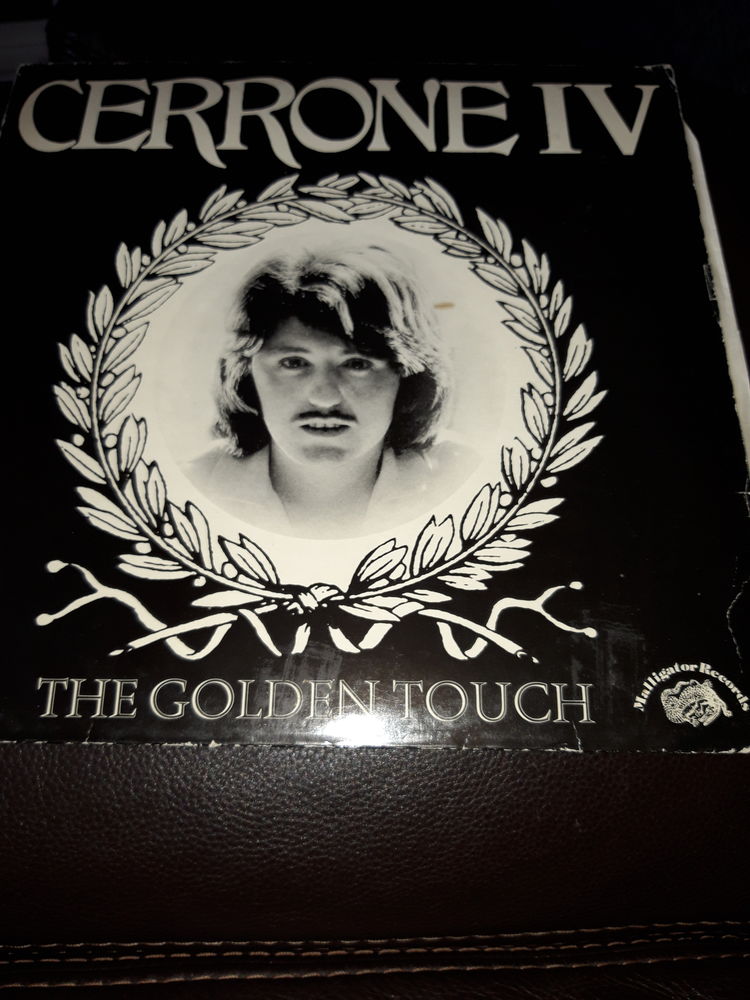 CERRONE IV
THE GOLDEN TOUCH
Malligator Records